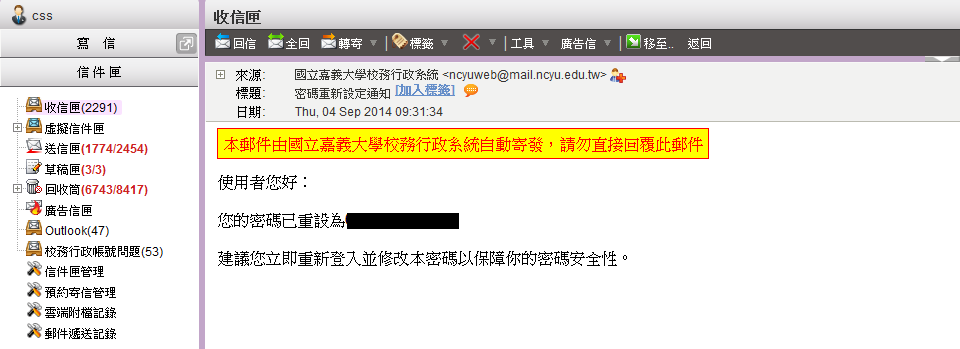 css
寫 信
信件匣
收信匣(2291)
虛擬信件匣
送信匣(1774/2454)
草稿匣(3/3)
回收筒(6743/8417)
廣告信匣
Outlook(47)
校務行政帳號問題(53)
信件匣管理
預約寄信管理
雲端附檔記錄
郵件遞送記錄
收信匣
回信 全回 轉寄 標籤 工具 廣告信 移至.. 返回
來源: 國立嘉義大學校務行政系統 <ncyuweb@mail.ncyu.edu.tw>
標題: 密碼重新設定通知 [加入標籤]
日期: Thu, 04 Sep 2014 09:31:34
本郵件由國立嘉義大學校務行政系統自動寄發，請勿直接回覆此郵件
使用者您好：
您的密碼已重設為
建議您立即重新登入並修改本密碼以保障你的密碼安全性。